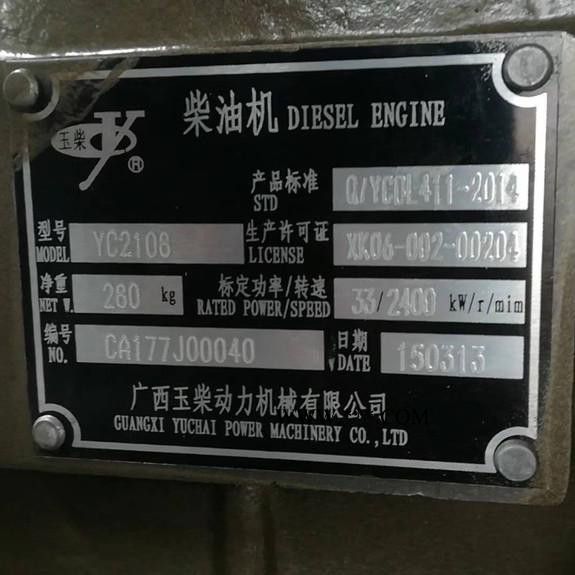 玉柴 ®
柴油机 DIESEL ENGINE
产品标准 Q/YCDL411-2014
STD
型号 YC2108 生产许可证 XK06-002-00204
MODEL LICENSE
净重 280 kg 标定功率/转速 33/2400 kW/r/mim
NET W. RATED POWER/SPEED
编号 CA177J00040 日期 150313
NO. DATE
广西玉柴动力机械有限公司
GUANGXI YUCHAI POWER MACHINERY CO.,LTD